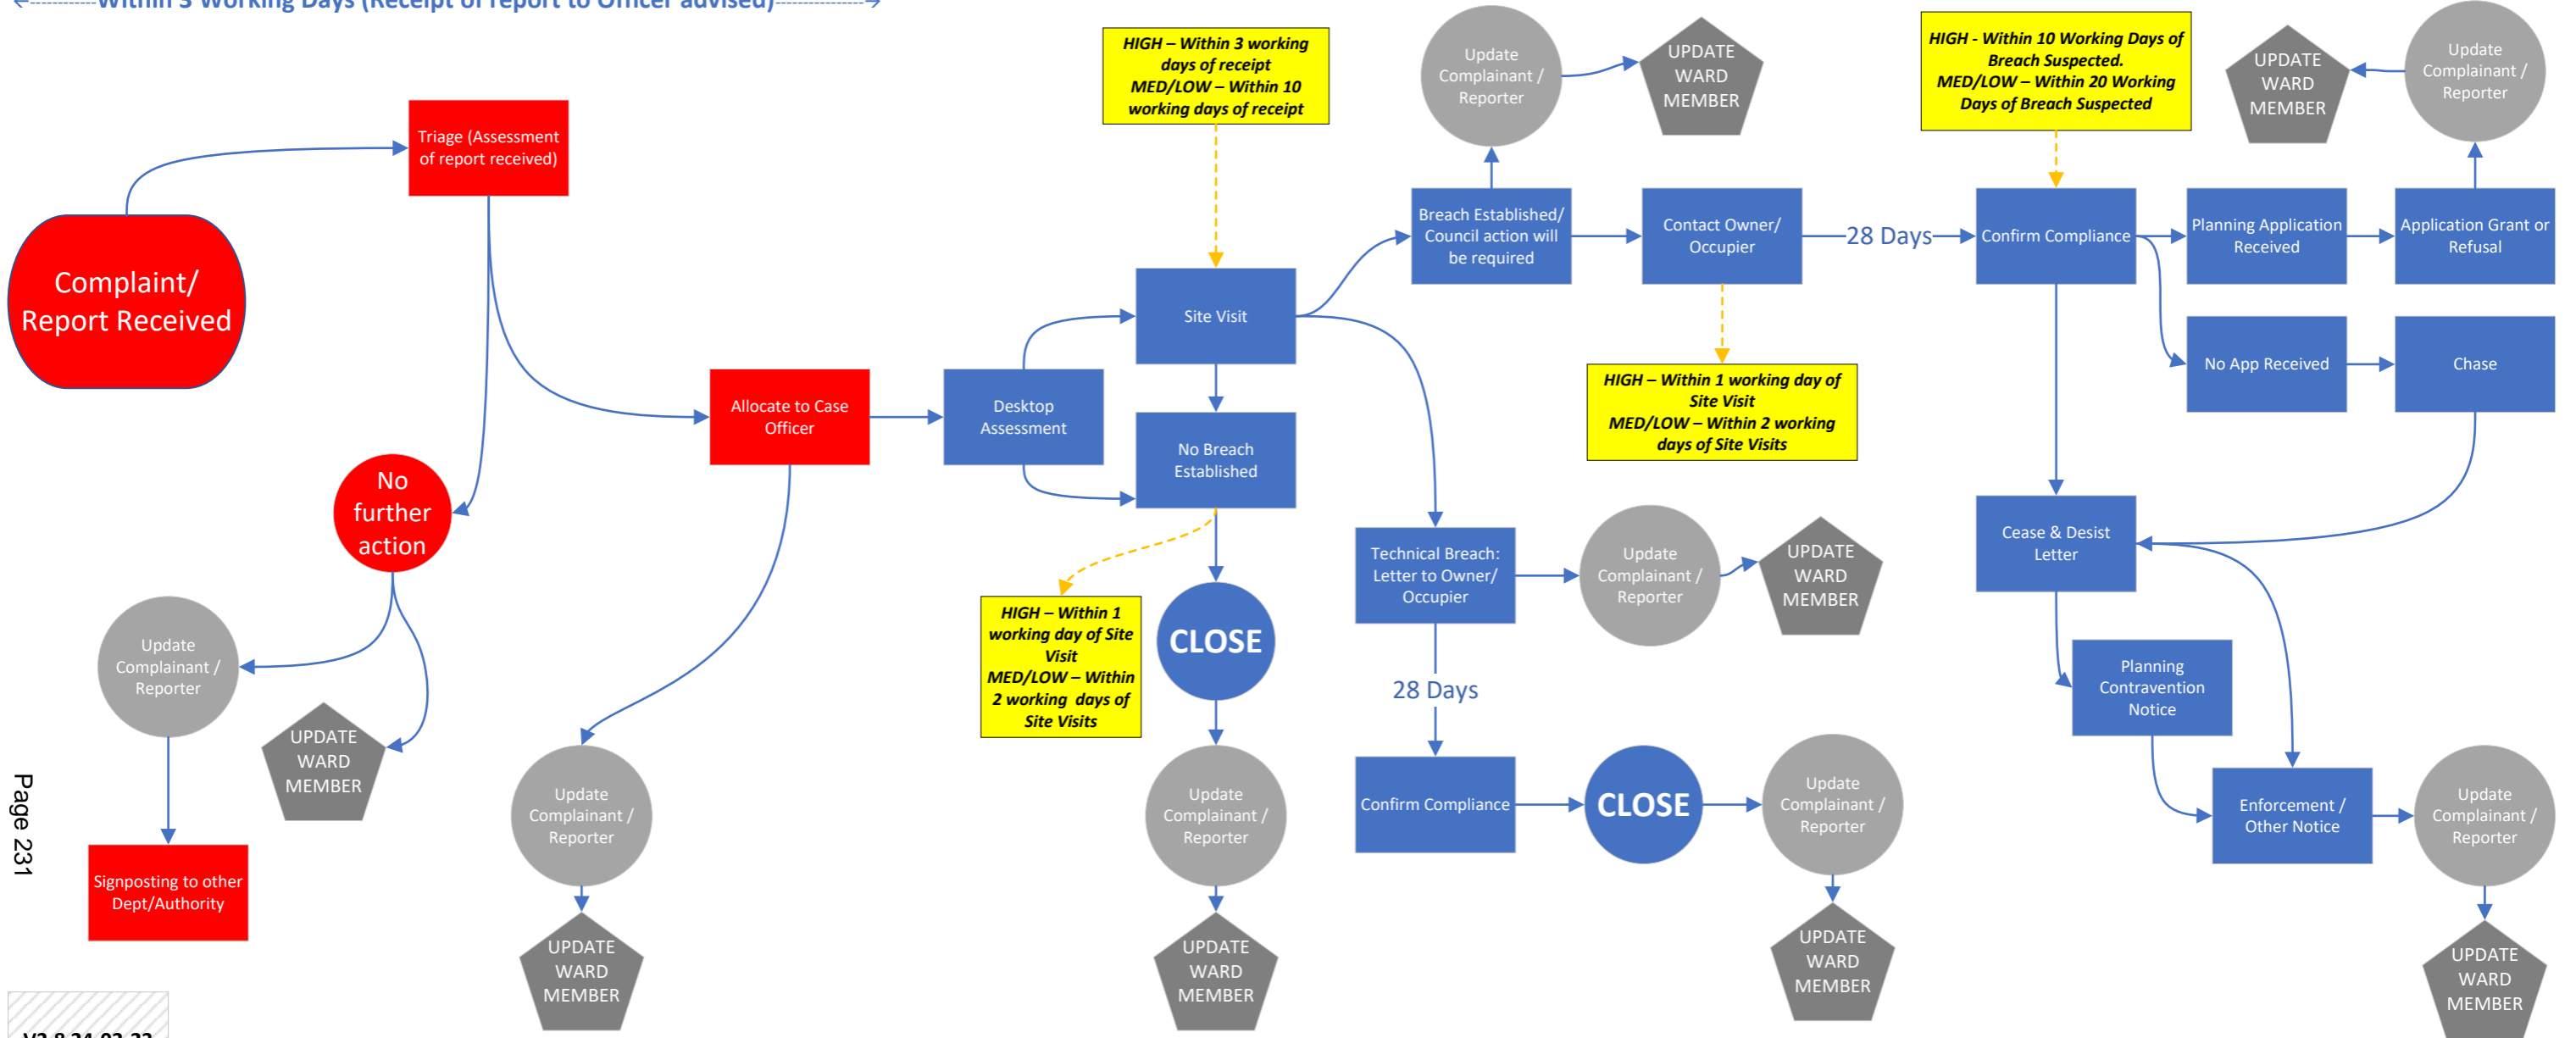 ←------------Within 3 Working Days (Receipt of report to Officer advised)----------------→
Complaint/
Report Received
Triage (Assessment
of report received)
No
further
action
Update
Complainant /
Reporter
UPDATE
WARD
MEMBER
Signposting to other
Dept/Authority
Allocate to Case
Officer
Update
Complainant /
Reporter
UPDATE
WARD
MEMBER
Desktop
Assessment
HIGH – Within 3 working
days of receipt
MED/LOW – Within 10
working days of receipt
Site Visit
No Breach
Established
HIGH – Within 1
working day of Site
Visit
MED/LOW – Within
2 working days of
Site Visits
CLOSE
Update
Complainant /
Reporter
UPDATE
WARD
MEMBER
Update
Complainant /
Reporter
UPDATE
WARD
MEMBER
Breach Established/
Council action will
be required
Contact Owner/
Occupier
28 Days
HIGH – Within 1 working day of
Site Visit
MED/LOW – Within 2 working
days of Site Visits
Technical Breach:
Letter to Owner/
Occupier
Update
Complainant /
Reporter
UPDATE
WARD
MEMBER
28 Days
Confirm Compliance
CLOSE
Update
Complainant /
Reporter
UPDATE
WARD
MEMBER
HIGH - Within 10 Working Days of
Breach Suspected.
MED/LOW – Within 20 Working
Days of Breach Suspected
Confirm Compliance
Planning Application
Received
Application Grant or
Refusal
Update
Complainant /
Reporter
UPDATE
WARD
MEMBER
No App Received
Chase
Cease & Desist
Letter
Planning
Contravention
Notice
Enforcement /
Other Notice
Update
Complainant /
Reporter
UPDATE
WARD
MEMBER
Page 231
V2.8 24-02-22